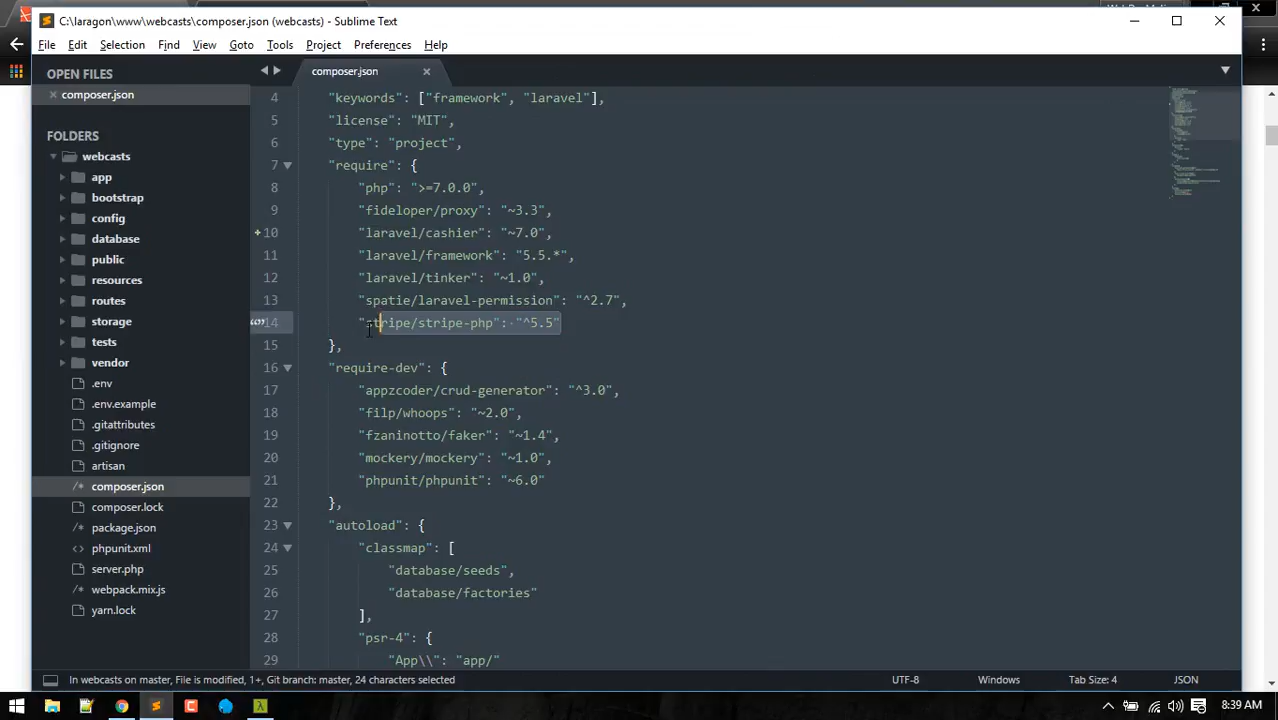 C:\laragon\www\webcasts\composer.json (webcasts) - Sublime Text
File Edit Selection Find View Goto Tools Project Preferences Help
OPEN FILES
composer.json
FOLDERS
webcasts
app
bootstrap
config
database
public
resources
routes
storage
tests
vendor
.env
.env.example
.gitattributes
.gitignore
artisan
composer.json
composer.lock
package.json
phpunit.xml
server.php
webpack.mix.js
yarn.lock
composer.json
4 "keywords": ["framework", "laravel"],
5 "license": "MIT",
6 "type": "project",
7 "require": {
8 "php": ">=7.0.0",
9 "fideloper/proxy": "~3.3",
10 "laravel/cashier": "~7.0",
11 "laravel/framework": "5.5.*",
12 "laravel/tinker": "~1.0",
13 "spatie/laravel-permission": "^2.7",
14 "stripe/stripe-php": "^5.5"
15 },
16 "require-dev": {
17 "appzcoder/crud-generator": "^3.0",
18 "filp/whoops": "~2.0",
19 "fzaninotto/faker": "~1.4",
20 "mockery/mockery": "~1.0",
21 "phpunit/phpunit": "~6.0"
22 },
23 "autoload": {
24 "classmap": [
25 "database/seeds",
26 "database/factories"
27 ],
28 "psr-4": {
29 "App\\": "app/"
In webcasts on master, File is modified, 1+, Git branch: master, 24 characters selected UTF-8 Windows Tab Size: 4 JSON
8:39 AM